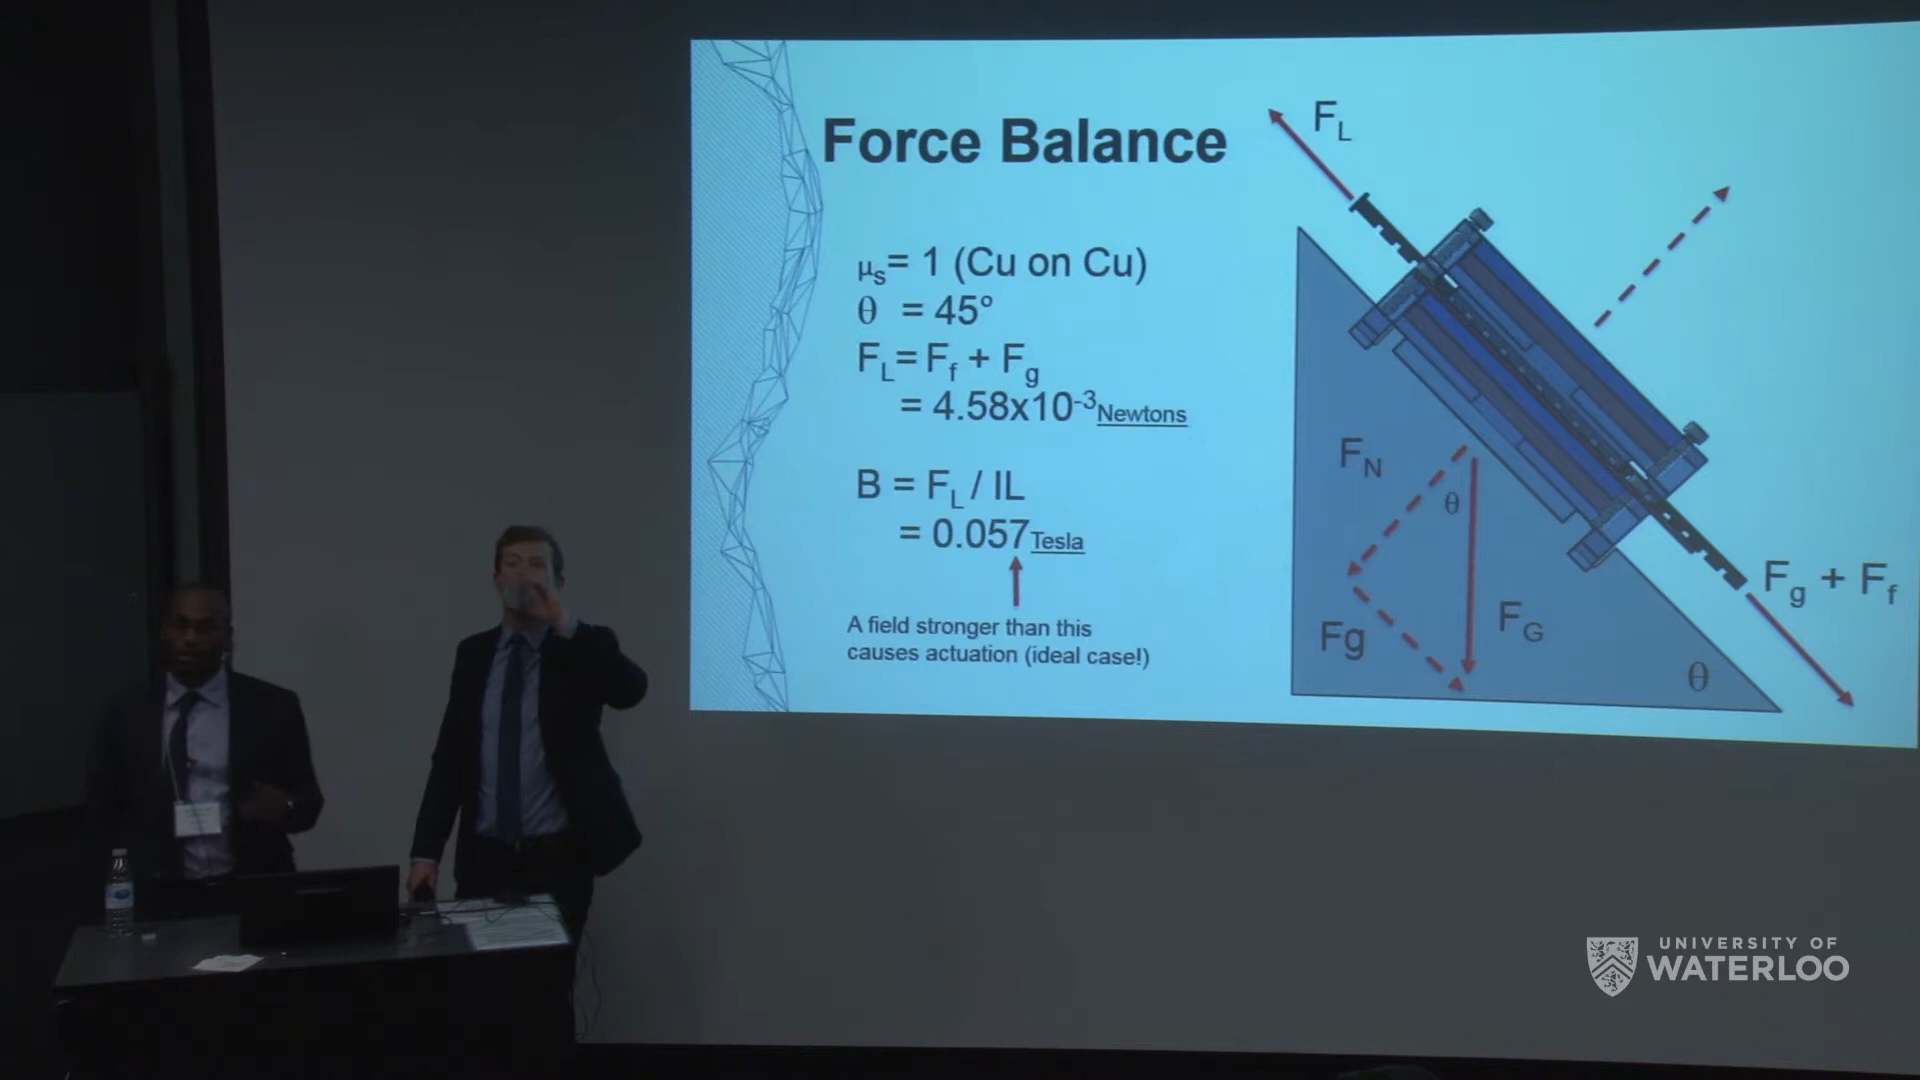 Force Balance
μs= 1 (Cu on Cu)
θ = 45°
FL= Ff + Fg
= 4.58x10-3 Newtons
B = FL / IL
= 0.057 Tesla
A field stronger than this
causes actuation (ideal case!)
FL
FN
θ
Fg
FG
θ
Fg + Ff
UNIVERSITY OF
WATERLOO